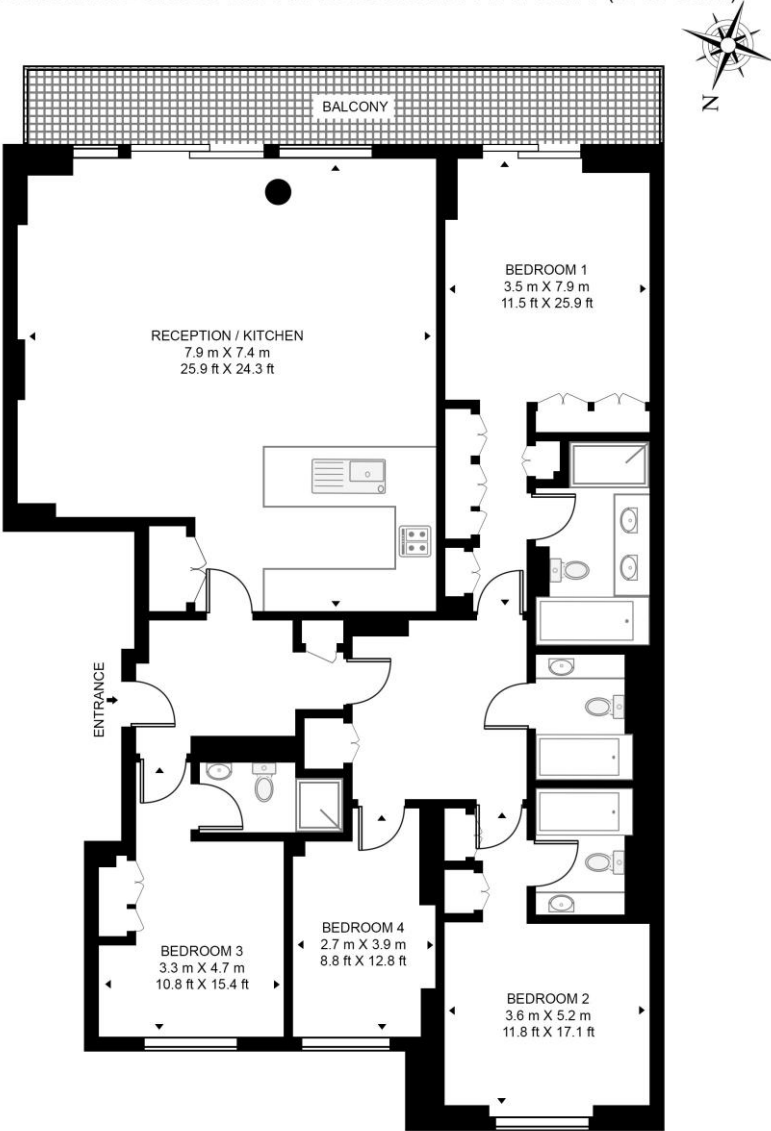 N
BALCONY
BEDROOM 1
3.5 m X 7.9 m
11.5 ft X 25.9 ft
RECEPTION / KITCHEN
7.9 m X 7.4 m
25.9 ft X 24.3 ft
ENTRANCE
BEDROOM 3
3.3 m X 4.7 m
10.8 ft X 15.4 ft
BEDROOM 4
2.7 m X 3.9 m
8.8 ft X 12.8 ft
BEDROOM 2
3.6 m X 5.2 m
11.8 ft X 17.1 ft